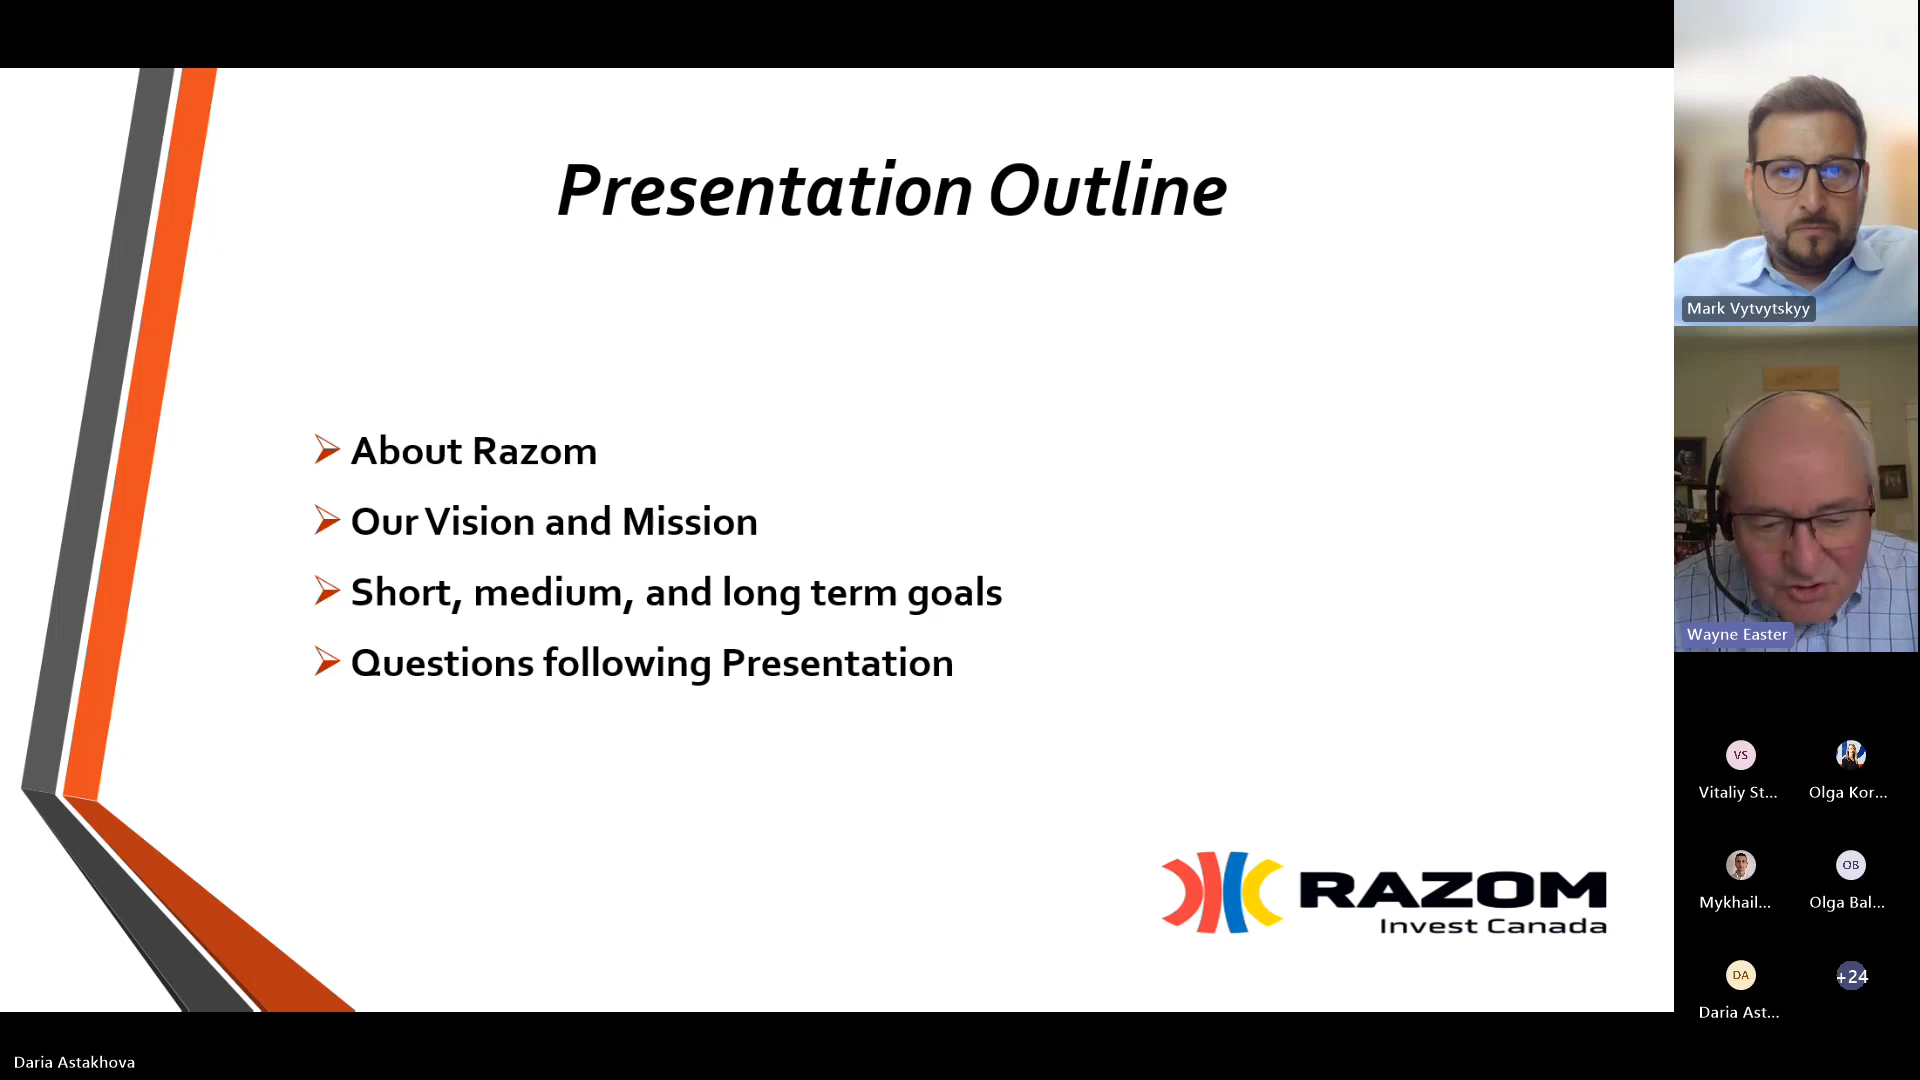 Presentation Outline
About Razom
Our Vision and Mission
Short, medium, and long term goals
Questions following Presentation
RAZOM
Invest Canada
Mark Vytvytskyy
Wayne Easter
VS
Vitaliy St...
Olga Kor...
Mykhail...
OB
Olga Bal...
DA
Daria Ast...
+24
Daria Astakhova